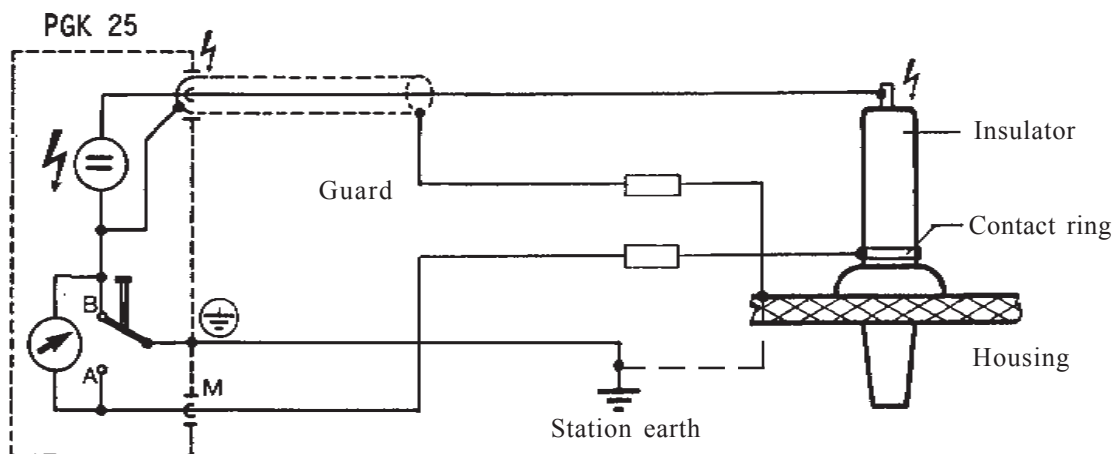 PGK 25
Insulator
Guard
Contact ring
B
A
M
Housing
Station earth